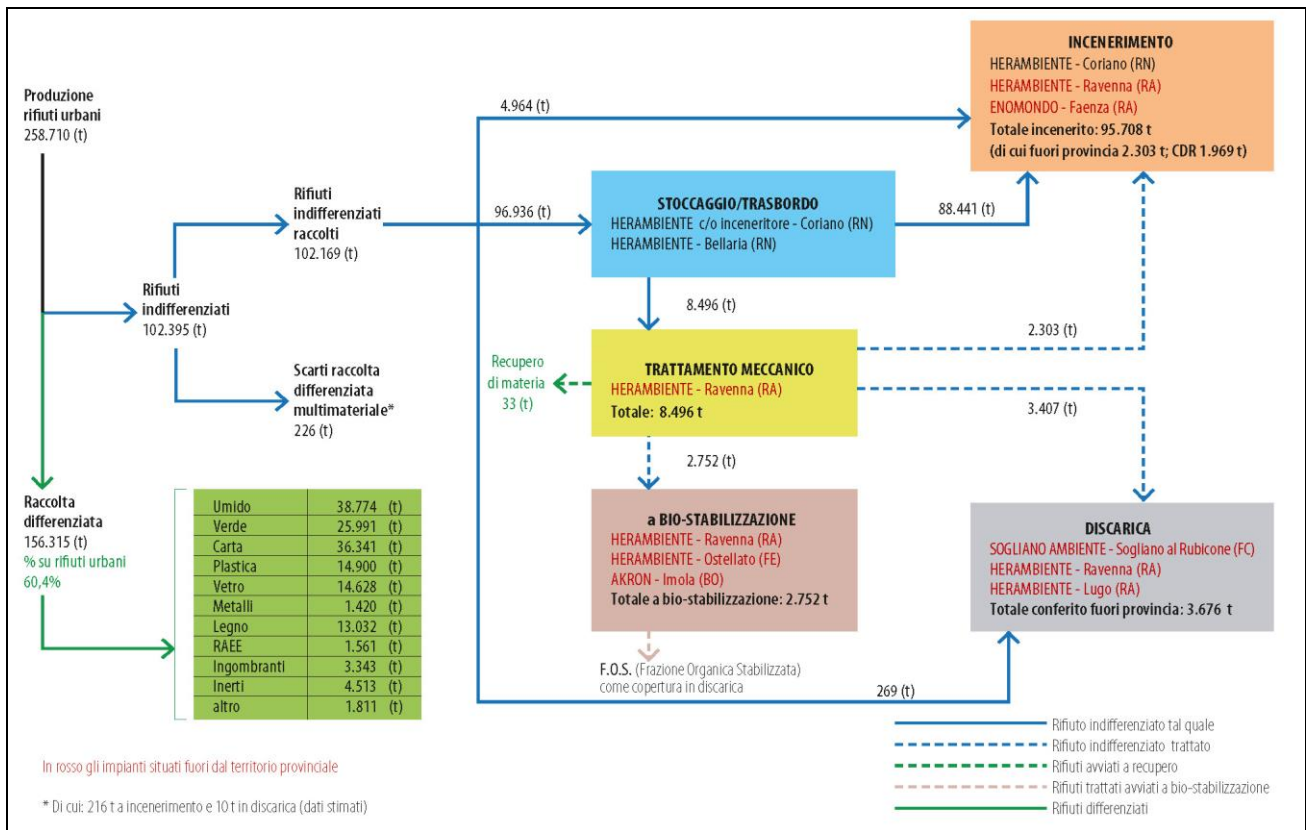 Produzione
rifiuti urbani
258.710 (t)
Rifiuti
indifferenziati
102.395 (t)
Rifiuti
indifferenziati
raccolti
102.169 (t)
Scarti raccolta
differenziata
multimateriale*
226 (t)
Raccolta
differenziata
156.315 (t)
% su rifiuti urbani
60,4%
Umido 38.774 (t)
Verde 25.991 (t)
Carta 36.341 (t)
Plastica 14.900 (t)
Vetro 14.628 (t)
Metalli 1.420 (t)
Legno 13.032 (t)
RAEE 1.561 (t)
Ingombranti 3.343 (t)
Inerti 4.513 (t)
altro 1.811 (t)
4.964 (t)
96.936 (t)
STOCCAGGIO/TRASBORDO
HERAMBIENTE c/o inceneritore - Coriano (RN)
HERAMBIENTE - Bellaria (RN)
88.441 (t)
8.496 (t)
INCENERIMENTO
HERAMBIENTE - Coriano (RN)
HERAMBIENTE - Ravenna (RA)
ENOMONDO - Faenza (RA)
Totale incenerito: 95.708 t
(di cui fuori provincia 2.303 t; CDR 1.969 t)
Recupero
di materia
33 (t)
TRATTAMENTO MECCANICO
HERAMBIENTE - Ravenna (RA)
Totale: 8.496 t
2.303 (t)
3.407 (t)
2.752 (t)
a BIO-STABILIZZAZIONE
HERAMBIENTE - Ravenna (RA)
HERAMBIENTE - Ostellato (FE)
AKRON - Imola (BO)
Totale a bio-stabilizzazione: 2.752 t
F.O.S. (Frazione Organica Stabilizzata)
come copertura in discarica
DISCARICA
SOGLIANO AMBIENTE - Sogliano al Rubicone (FC)
HERAMBIENTE - Ravenna (RA)
HERAMBIENTE - Lugo (RA)
Totale conferito fuori provincia: 3.676 t
269 (t)
Rifiuto indifferenziato tal quale
Rifiuto indifferenziato trattato
Rifiuti avviati a recupero
Rifiuti trattati avviati a bio-stabilizzazione
Rifiuti differenziati
In rosso gli impianti situati fuori dal territorio provinciale
* Di cui: 216 t a incenerimento e 10 t in discarica (dati stimati)